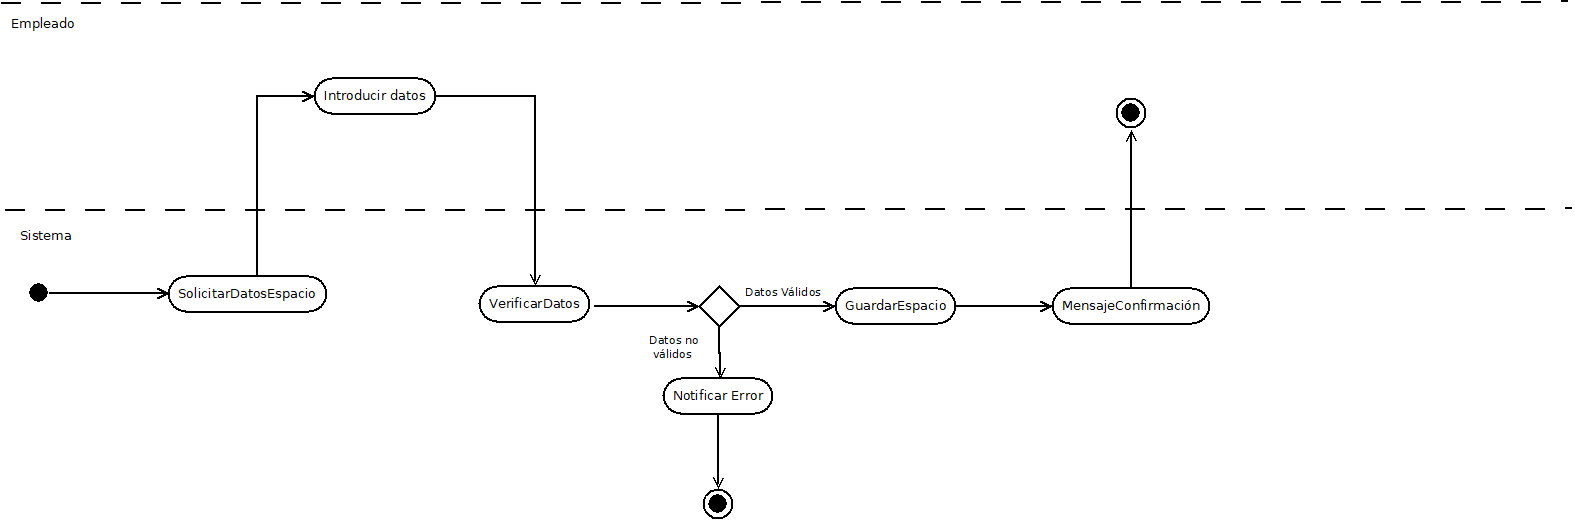 Empleado
Introducir datos
Sistema
SolicitarDatosEspacio
VerificarDatos
Datos Válidos
GuardarEspacio
MensajeConfirmación
Datos no
válidos
Notificar Error